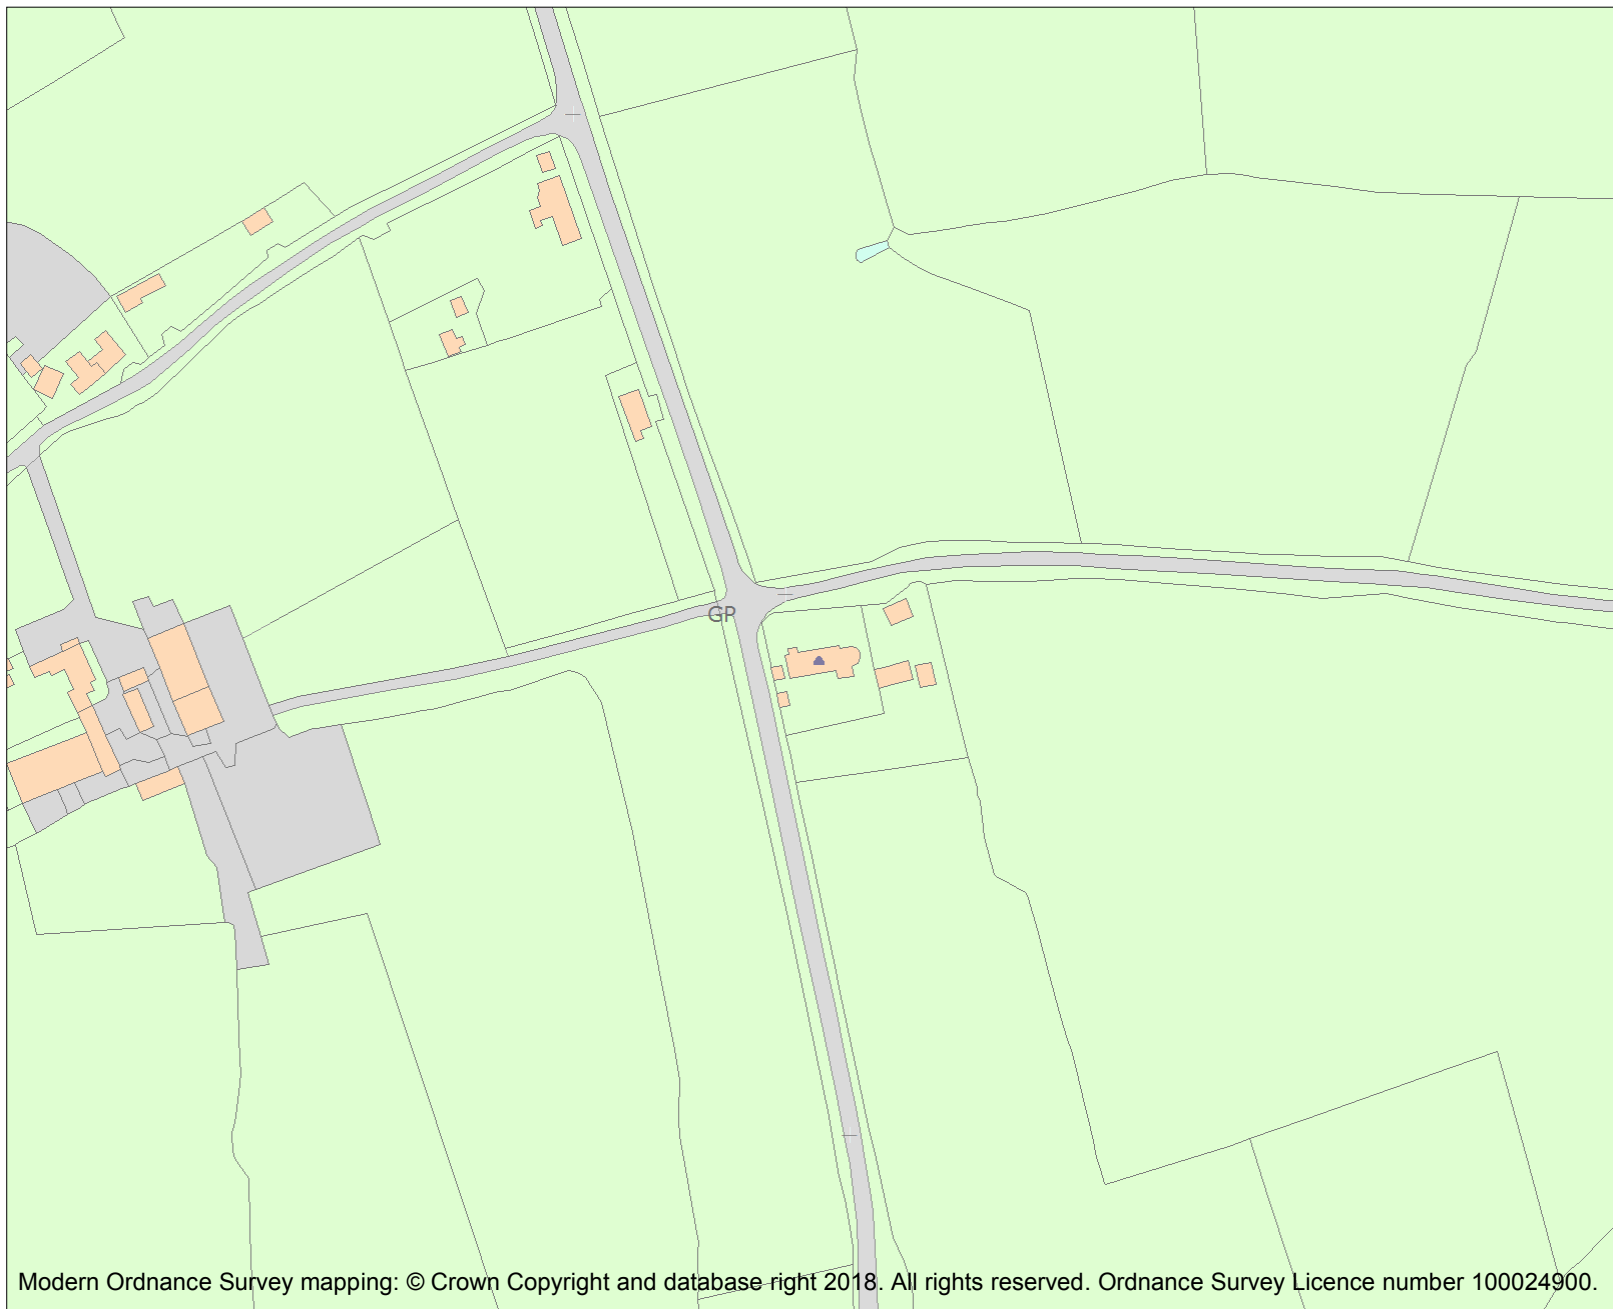 GP
Modern Ordnance Survey mapping: © Crown Copyright and database right 2018. All rights reserved. Ordnance Survey Licence number 100024900.